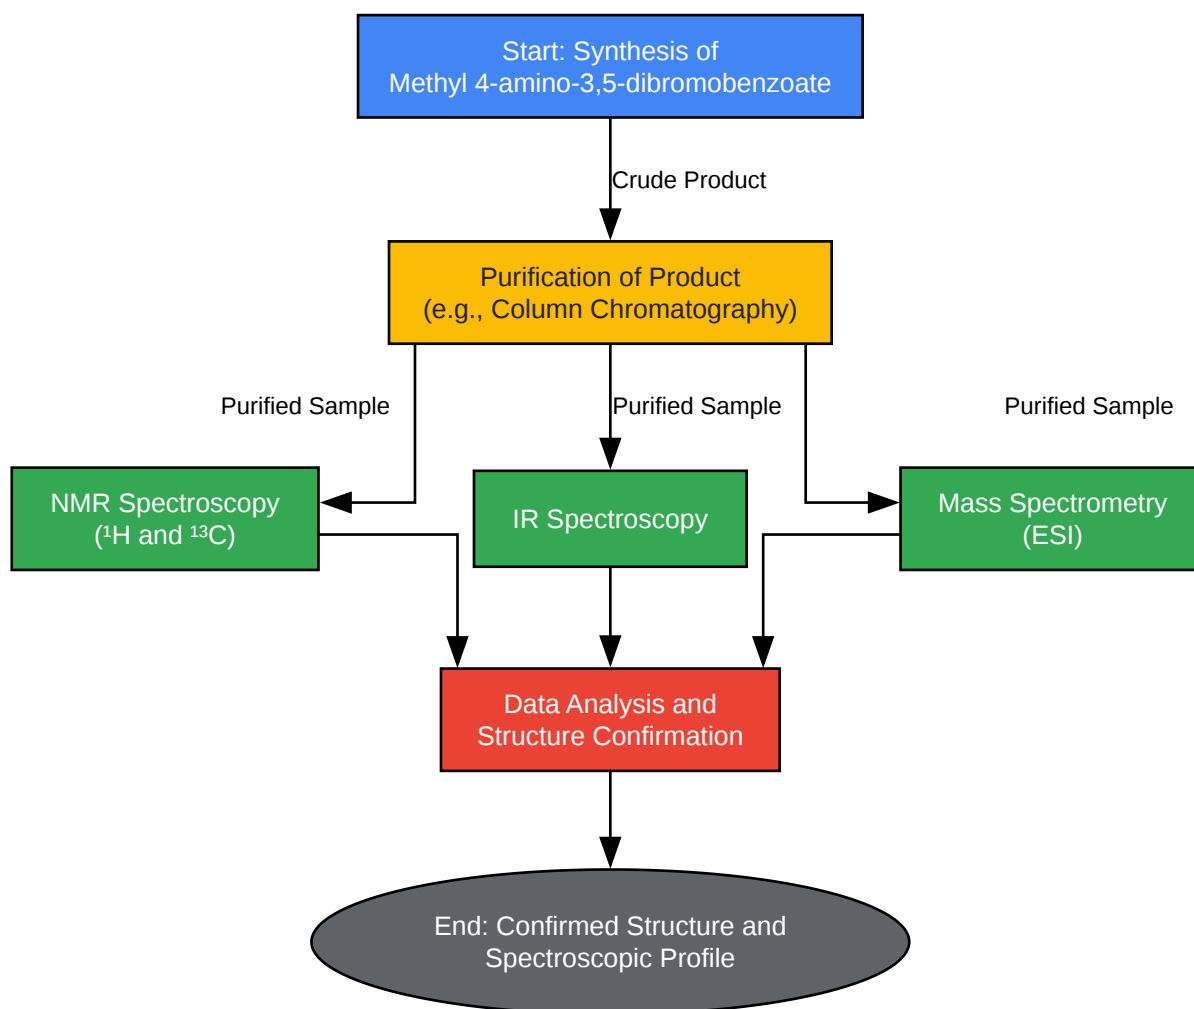 Start: Synthesis of
Methyl 4-amino-3,5-dibromobenzoate
Crude Product
Purification of Product
(e.g., Column Chromatography)
Purified Sample
Purified Sample
Purified Sample
NMR Spectroscopy
(¹H and ¹³C)
IR Spectroscopy
Mass Spectrometry
(ESI)
Data Analysis and
Structure Confirmation
End: Confirmed Structure and
Spectroscopic Profile